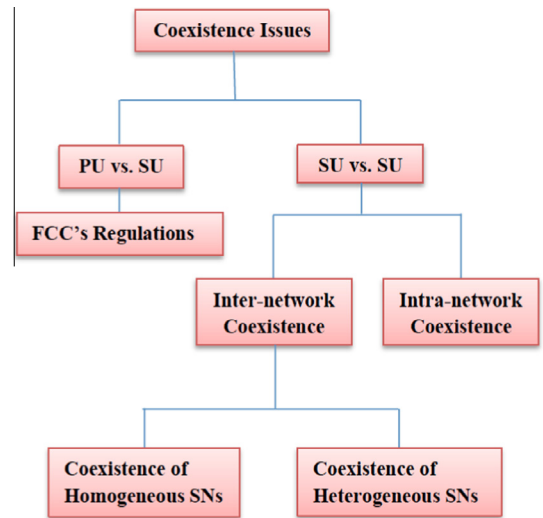 Coexistence Issues
PU vs. SU
SU vs. SU
FCC's Regulations
Inter-network
Coexistence
Intra-network
Coexistence
Coexistence of
Homogeneous SNs
Coexistence of
Heterogeneous SNs